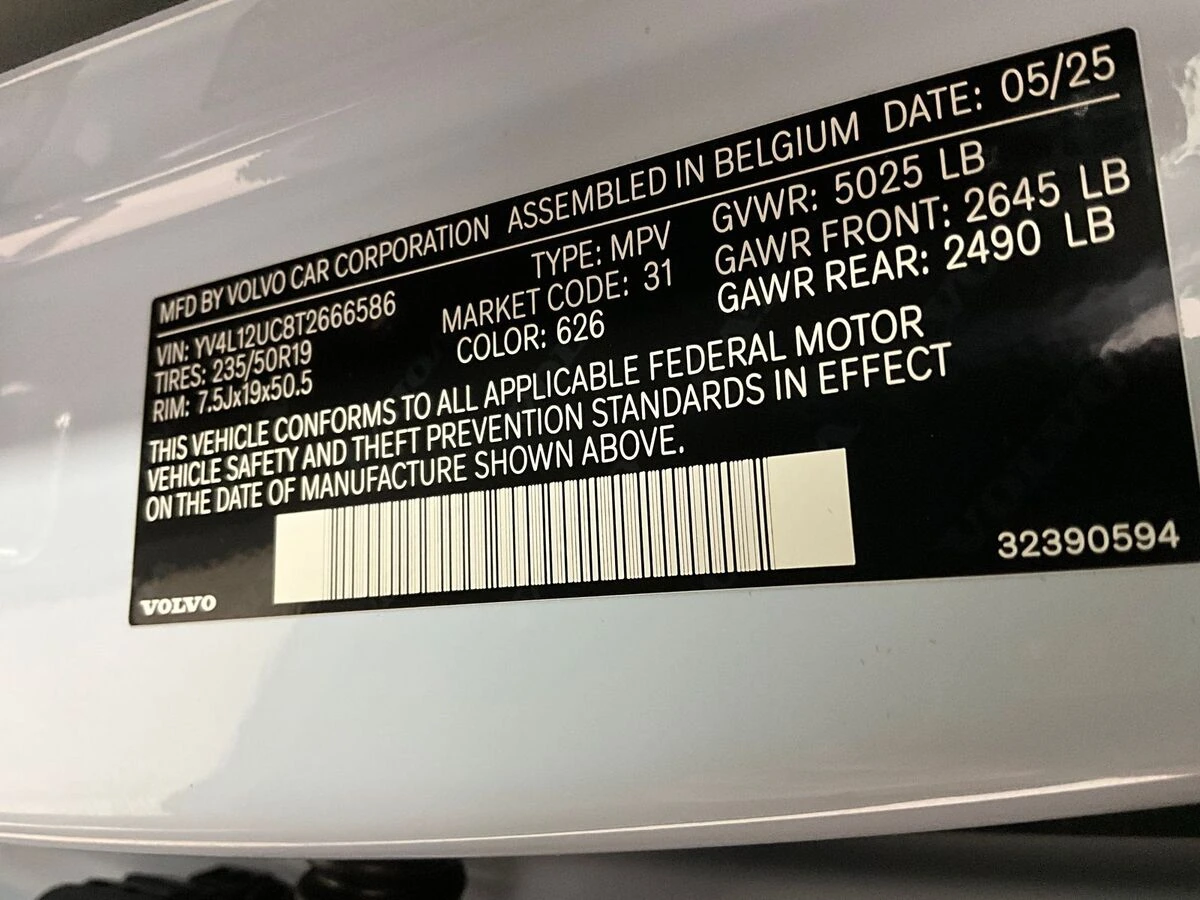 MFD BY VOLVO CAR CORPORATION ASSEMBLED IN BELGIUM DATE: 05/25
VIN: YV4L12UC8T2666586 TYPE: MPV GVWR: 5025 LB
TIRES: 235/50R19 MARKET CODE: 31 GAWR FRONT: 2645 LB
RIM: 7.5Jx19x50.5 COLOR: 626 GAWR REAR: 2490 LB
THIS VEHICLE CONFORMS TO ALL APPLICABLE FEDERAL MOTOR
VEHICLE SAFETY AND THEFT PREVENTION STANDARDS IN EFFECT
ON THE DATE OF MANUFACTURE SHOWN ABOVE.
VOLVO 32390594